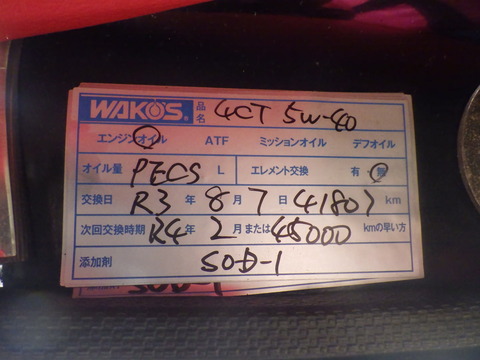 WAKO'S 品名 4CT 5W-40
エンジンオイル ATF ミッションオイル デフオイル
オイル量 PECS L エレメント交換 有 無
交換日 R3 年 8 月 7 日 41807 km
次回交換時期 R4 年 2 月または 45000 kmの早い方
添加剤 SOD-1
SOD-1